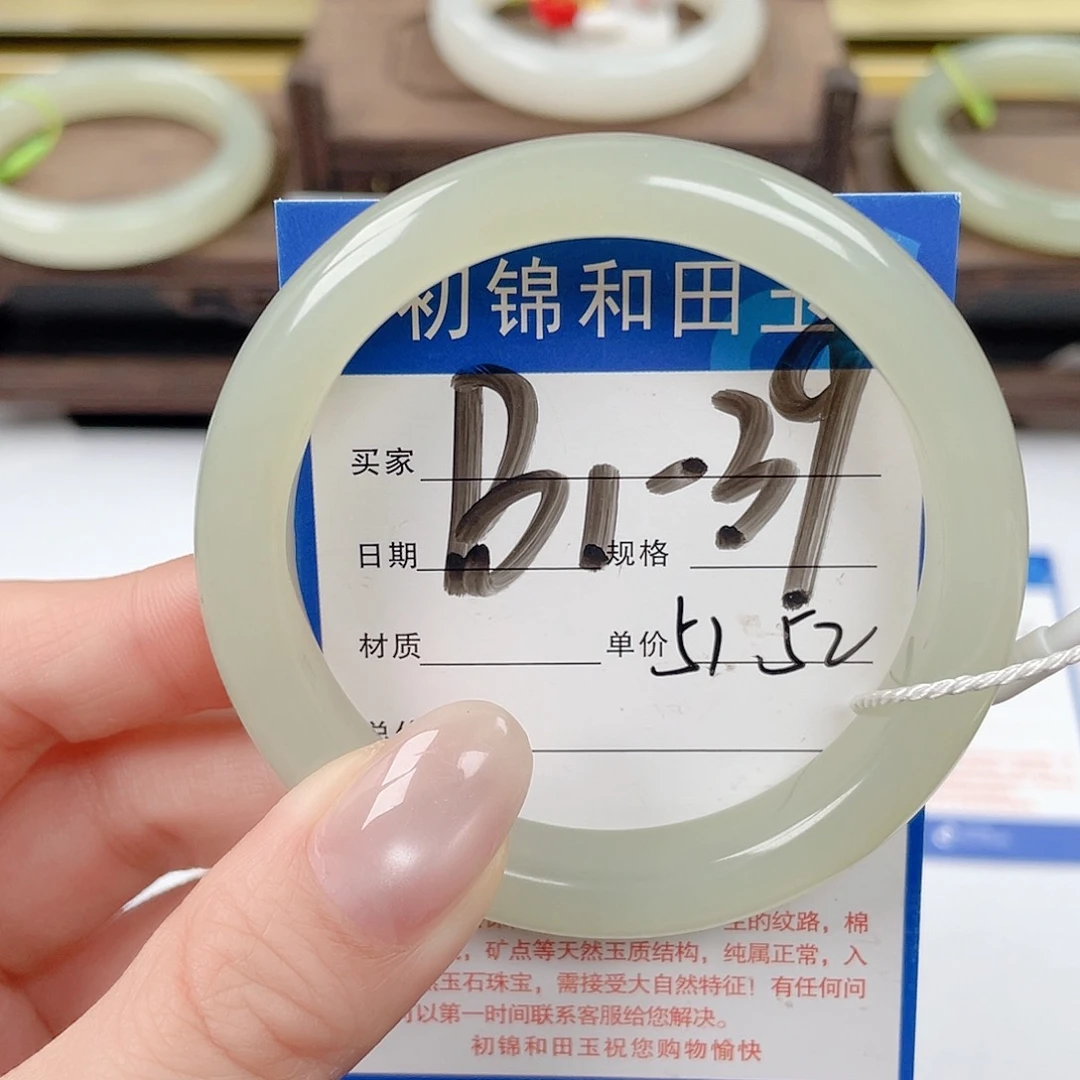 初锦和田玉
B1-39
买家
日期 规格
材质 单价 51.52
生的纹路，棉
，矿点等天然玉质结构，纯属正常，入
玉石珠宝，需接受大自然特征！有任何问
以第一时间联系客服给您解决。
初锦和田玉祝您购物愉快